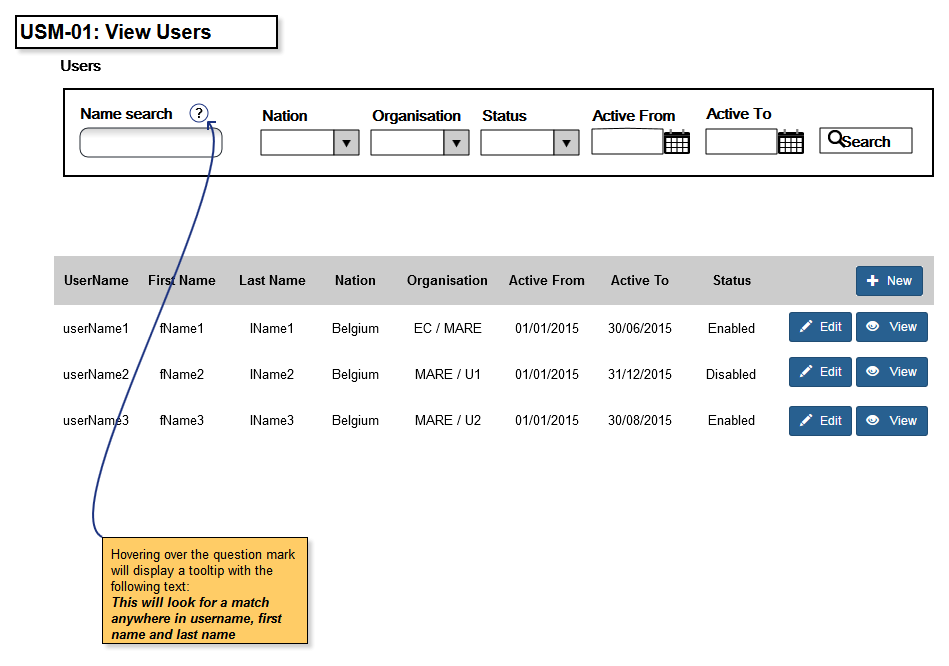 USM-01: View Users
Users
Name search ? Nation Organisation Status Active From Active To
Search
UserName First Name Last Name Nation Organisation Active From Active To Status New
userName1 fName1 lName1 Belgium EC / MARE 01/01/2015 30/06/2015 Enabled Edit View
userName2 fName2 lName2 Belgium MARE / U1 01/01/2015 31/12/2015 Disabled Edit View
userName3 fName3 lName3 Belgium MARE / U2 01/01/2015 30/08/2015 Enabled Edit View
Hovering over the question mark
will display a tooltip with the
following text:
This will look for a match
anywhere in username, first
name and last name